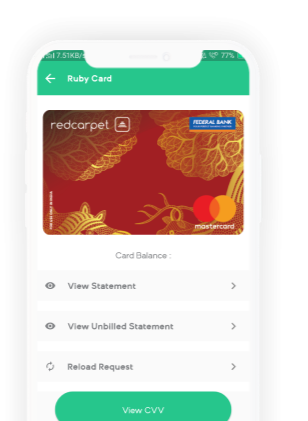 7.51KB/s
77%
Ruby Card
redcarpet
FEDERAL BANK
mastercard
Card Balance :
View Statement
View Unbilled Statement
Reload Request
View CVV